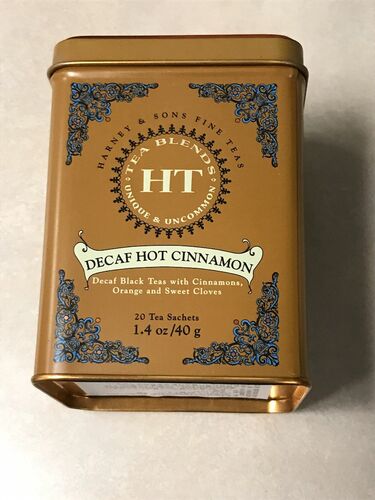 HARNEY & SONS FINE TEAS
TEA BLENDS
HT
UNIQUE & UNCOMMON
DECAF HOT CINNAMON
Decaf Black Teas with Cinnamons,
Orange and Sweet Cloves
20 Tea Sachets
1.4 oz/40 g